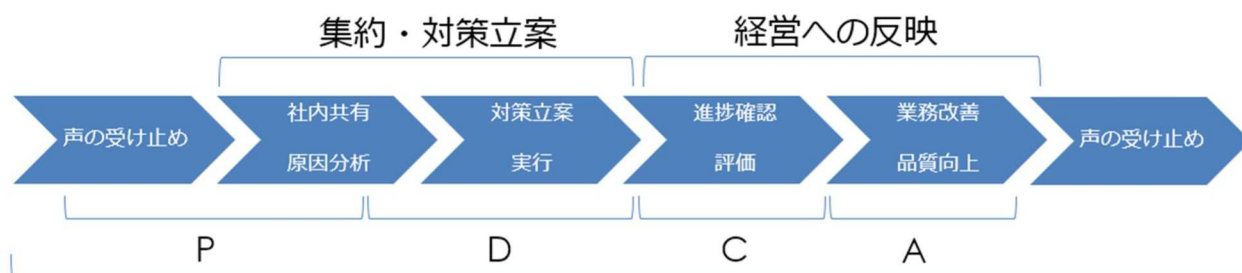 集約・対策立案
経営への反映
声の受け止め
社内共有
原因分析
対策立案
実行
進捗確認
評価
業務改善
品質向上
声の受け止め
P
D
C
A